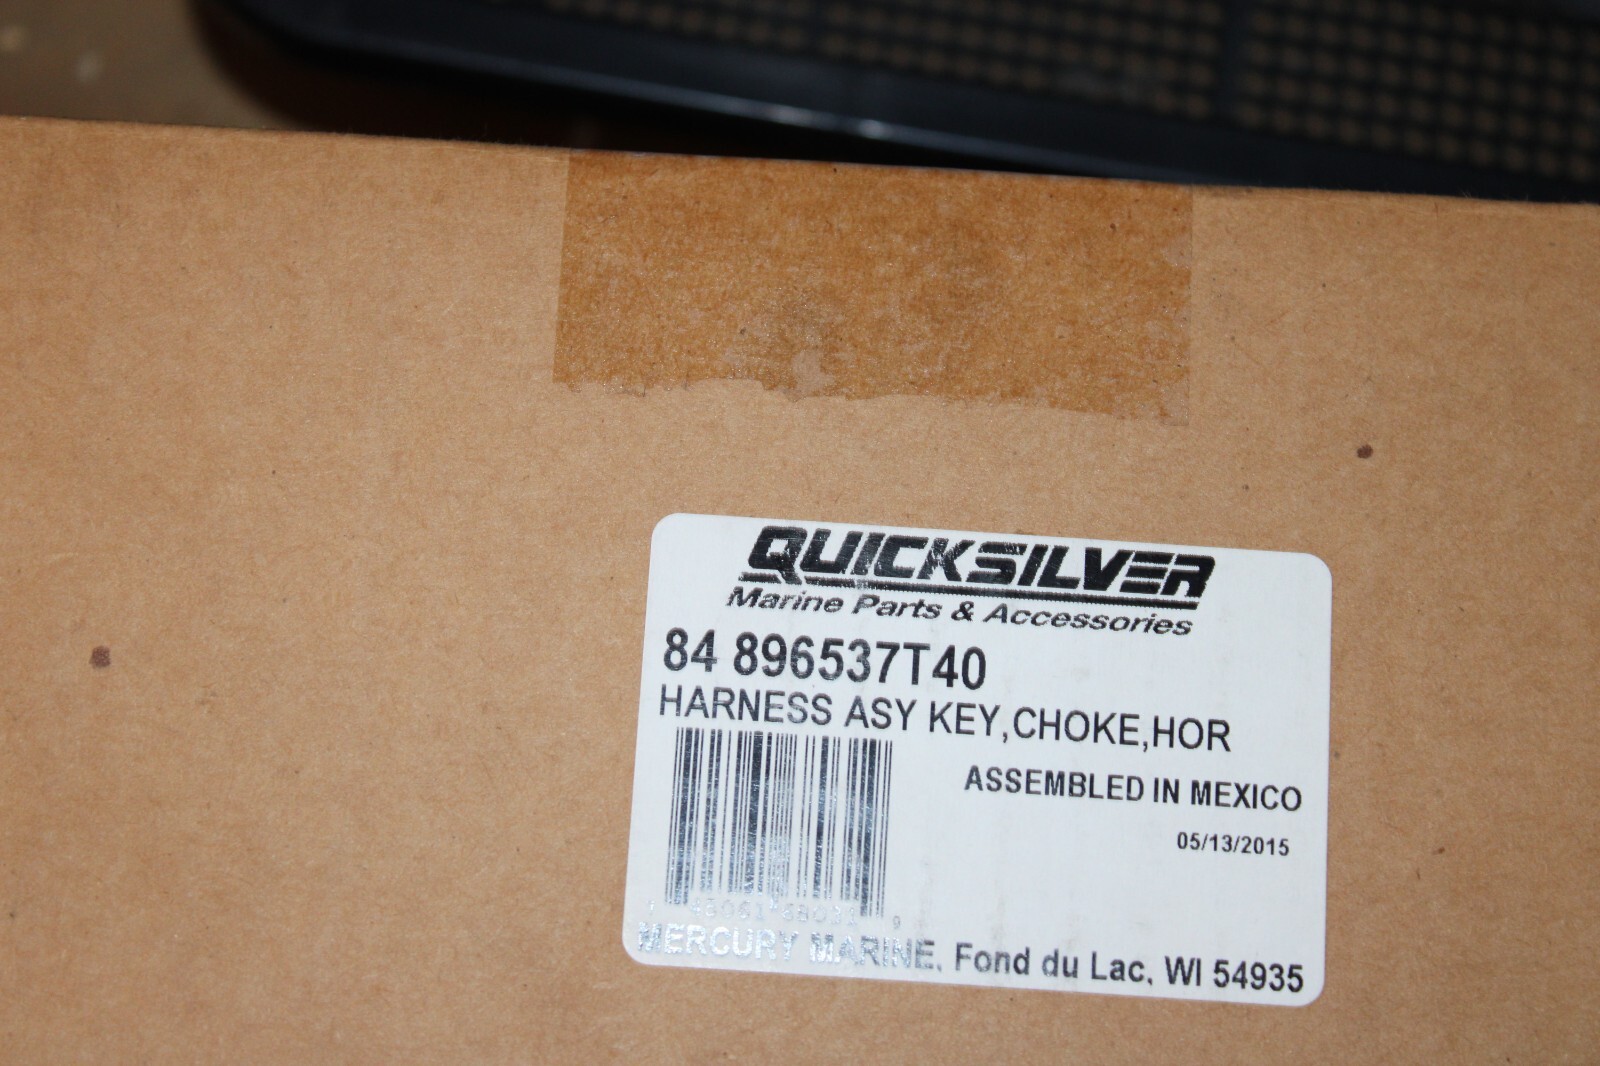 QUICKSILVER
Marine Parts & Accessories
84 896537T40
HARNESS ASY KEY,CHOKE,HOR
ASSEMBLED IN MEXICO
05/13/2015
MERCURY MARINE, Fond du Lac, WI 54935